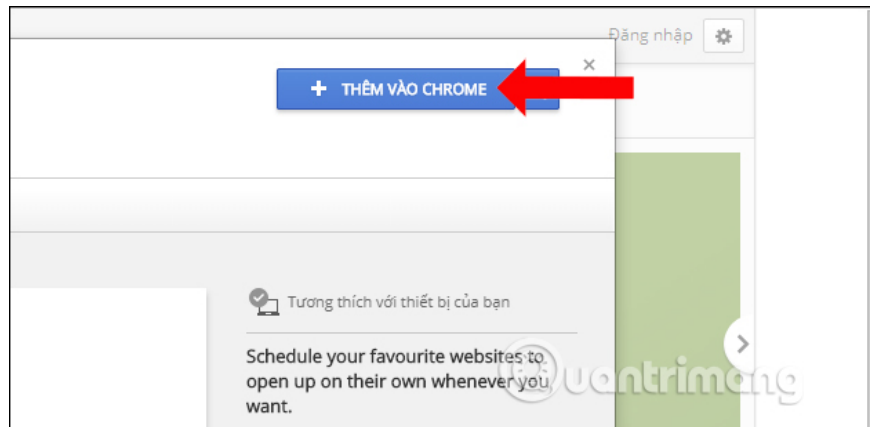 Đăng nhập
THÊM VÀO CHROME
Tương thích với thiết bị của bạn
Schedule your favourite websites to
open up on their own whenever you
want.
Quantrimang